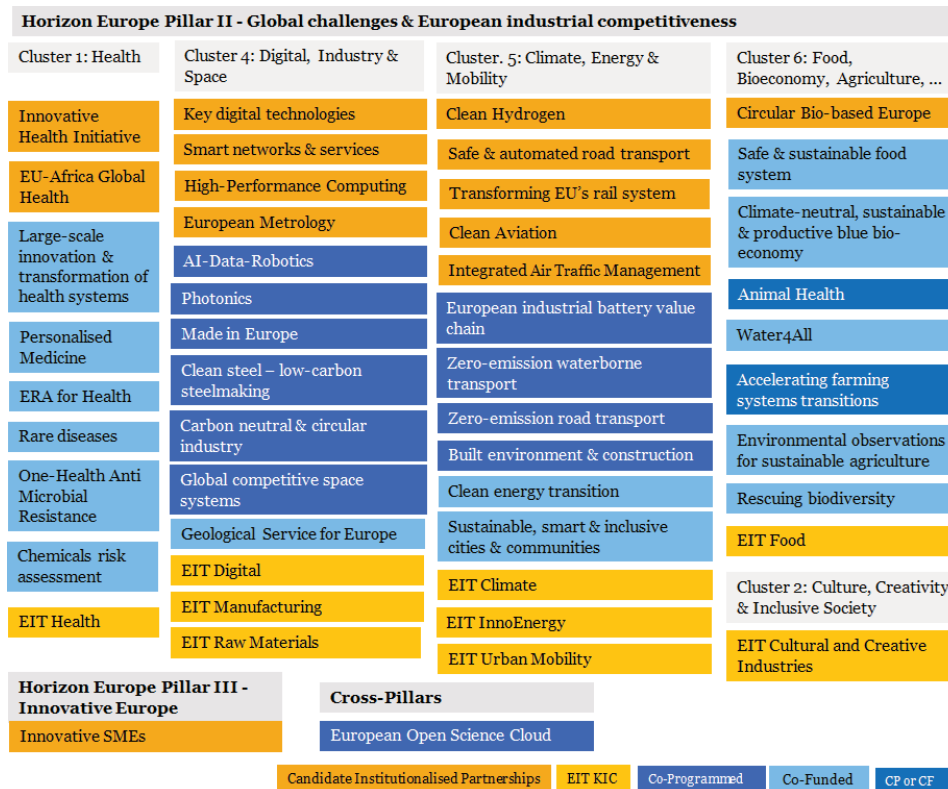 Horizon Europe Pillar II - Global challenges & European industrial competitiveness
Cluster 1: Health
Innovative
Health Initiative
EU-Africa Global
Health
Large-scale
innovation &
transformation of
health systems
Personalised
Medicine
ERA for Health
Rare diseases
One-Health Anti
Microbial
Resistance
Chemicals risk
assessment
EIT Health
Cluster 4: Digital, Industry &
Space
Key digital technologies
Smart networks & services
High-Performance Computing
European Metrology
AI-Data-Robotics
Photonics
Made in Europe
Clean steel – low-carbon
steelmaking
Carbon neutral & circular
industry
Global competitive space
systems
Geological Service for Europe
EIT Digital
EIT Manufacturing
EIT Raw Materials
Cluster. 5: Climate, Energy &
Mobility
Clean Hydrogen
Safe & automated road transport
Transforming EU's rail system
Clean Aviation
Integrated Air Traffic Management
European industrial battery value
chain
Zero-emission waterborne
transport
Zero-emission road transport
Built environment & construction
Clean energy transition
Sustainable, smart & inclusive
cities & communities
EIT Climate
EIT InnoEnergy
EIT Urban Mobility
Cluster 6: Food,
Bioeconomy, Agriculture, ...
Circular Bio-based Europe
Safe & sustainable food
system
Climate-neutral, sustainable
& productive blue bio-
economy
Animal Health
Water4All
Accelerating farming
systems transitions
Environmental observations
for sustainable agriculture
Rescuing biodiversity
EIT Food
Cluster 2: Culture, Creativity
& Inclusive Society
EIT Cultural and Creative
Industries
Horizon Europe Pillar III -
Innovative Europe
Innovative SMEs
Cross-Pillars
European Open Science Cloud
Candidate Institutionalised Partnerships
EIT KIC
Co-Programmed
Co-Funded
CP or CF